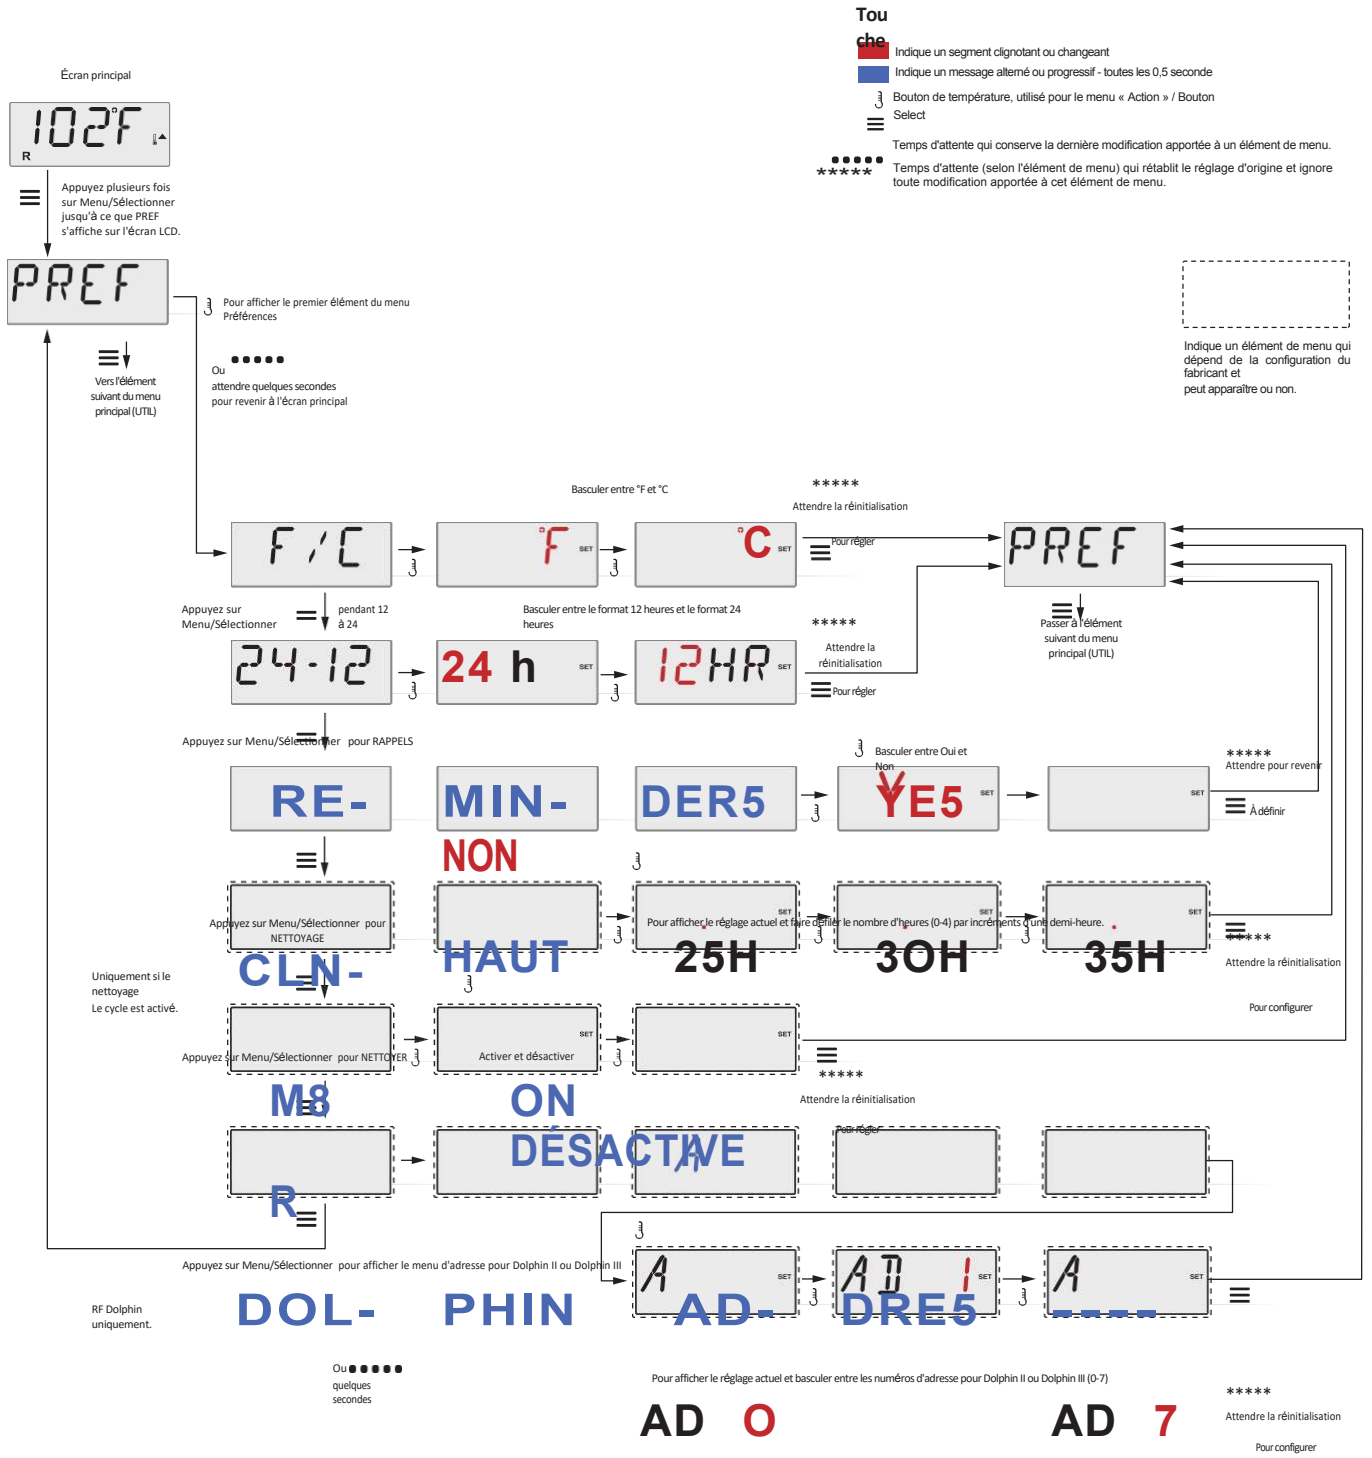 Tou
che
Indique un segment clignotant ou changeant
Indique un message alterné ou progressif - toutes les 0,5 seconde
Bouton de température, utilisé pour le menu « Action » / Bouton
Select
Temps d'attente qui conserve la dernière modification apportée à un élément de menu.
*****
Temps d'attente (selon l'élément de menu) qui rétablit le réglage d'origine et ignore
toute modification apportée à cet élément de menu.
Écran principal
102°F
R
Appuyez plusieurs fois
sur Menu/Sélectionner
jusqu'à ce que PREF
s'affiche sur l'écran LCD.
PREF
Pour afficher le premier élément du menu
Préférences
Ou
attendre quelques secondes
pour revenir à l'écran principal
Vers l'élément
suivant du menu
principal (UTIL)
Indique un élément de menu qui
dépend de la configuration du
fabricant et
peut apparaître ou non.
Basculer entre °F et °C
*****
Attendre la réinitialisation
Pour régler
F/C
°F SET
°C SET
PREF
Passer à l'élément
suivant du menu
principal (UTIL)
Appuyez sur
Menu/Sélectionner
pendant 12
à 24
Basculer entre le format 12 heures et le format 24
heures
*****
Attendre la
réinitialisation
Pour régler
24-12
24 h SET
12HR SET
Appuyez sur Menu/Sélectionner pour RAPPELS
Basculer entre Oui et
Non
*****
Attendre pour revenir
À définir
RE-
MIN-
DER5
YE5 SET
SET
NON
Appuyez sur Menu/Sélectionner pour
NETTOYAGE
Pour afficher le réglage actuel et faire défiler le nombre d'heures (0-4) par incréments d'une demi-heure.
SET
SET
SET
CLN-
HAUT
25H
3OH
35H
*****
Attendre la réinitialisation
Pour configurer
Uniquement si le
nettoyage
Le cycle est activé.
Appuyez sur Menu/Sélectionner pour NETTOYER
Activer et désactiver
SET
SET
*****
Attendre la réinitialisation
Pour régler
M8
ON
DÉSACTIVE
A
R
Appuyez sur Menu/Sélectionner pour afficher le menu d'adresse pour Dolphin II ou Dolphin III
A SET
AD 1 SET
A SET
RF Dolphin
uniquement.
DOL-
PHIN
AD-
DRE5
----
Ou
quelques
secondes
Pour afficher le réglage actuel et basculer entre les numéros d'adresse pour Dolphin II ou Dolphin III (0-7)
AD O
AD 7
*****
Attendre la réinitialisation
Pour configurer